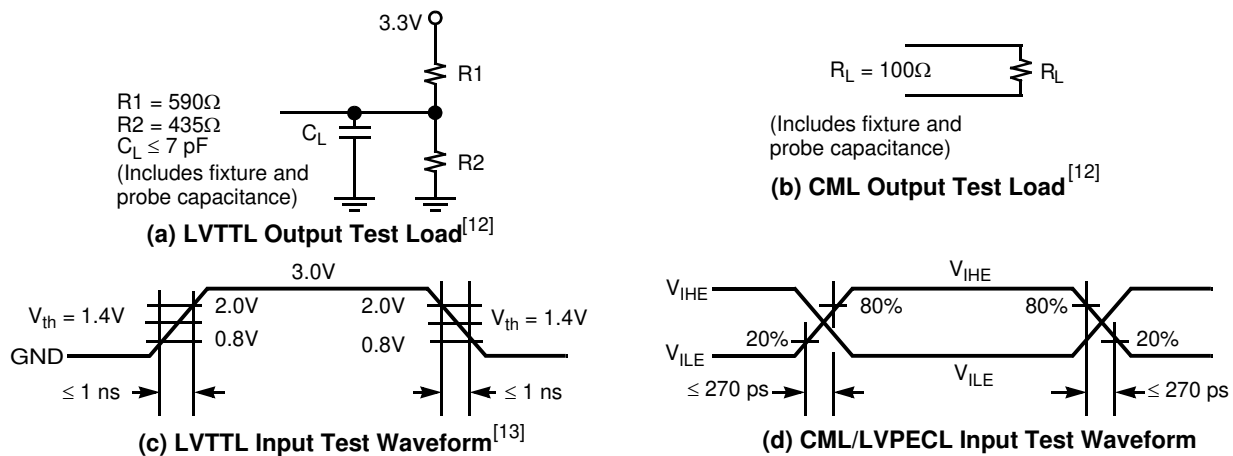 3.3V
R1
R1 = 590Ω
R2 = 435Ω
C_L ≤ 7 pF
(Includes fixture and
probe capacitance)
C_L
R2
(a) LVTTL Output Test Load[12]
R_L = 100Ω
R_L
(Includes fixture and
probe capacitance)
(b) CML Output Test Load[12]
3.0V
V_th = 1.4V
2.0V
0.8V
2.0V
0.8V
V_th = 1.4V
GND
≤ 1 ns
≤ 1 ns
(c) LVTTL Input Test Waveform[13]
V_IHE
V_IHE
80%
80%
20%
20%
V_ILE
V_ILE
≤ 270 ps
≤ 270 ps
(d) CML/LVPECL Input Test Waveform